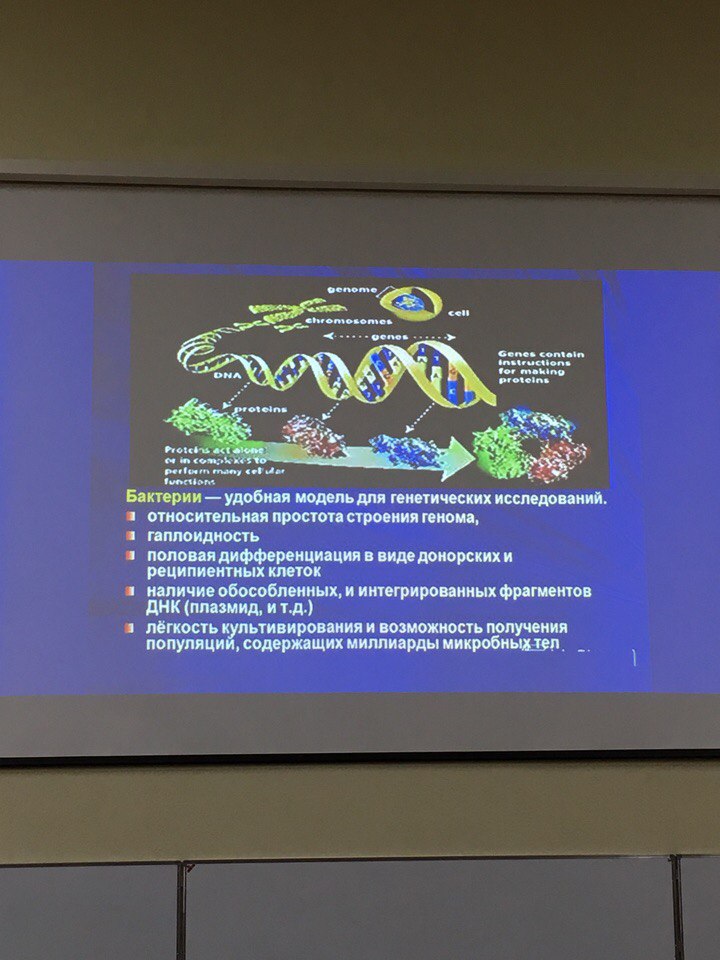 genome
cell
chromosomes
genes
DNA
Genes contain
instructions
for making
proteins
proteins
Proteins act alone
or in complexes to
perform many cellular
functions
Бактерии — удобная модель для генетических исследований.
относительная простота строения генома,
гаплоидность
половая дифференциация в виде донорских и
реципиентных клеток
наличие обособленных, и интегрированных фрагментов
ДНК (плазмид, и т.д.)
лёгкость культивирования и возможность получения
популяций, содержащих миллиарды микробных тел